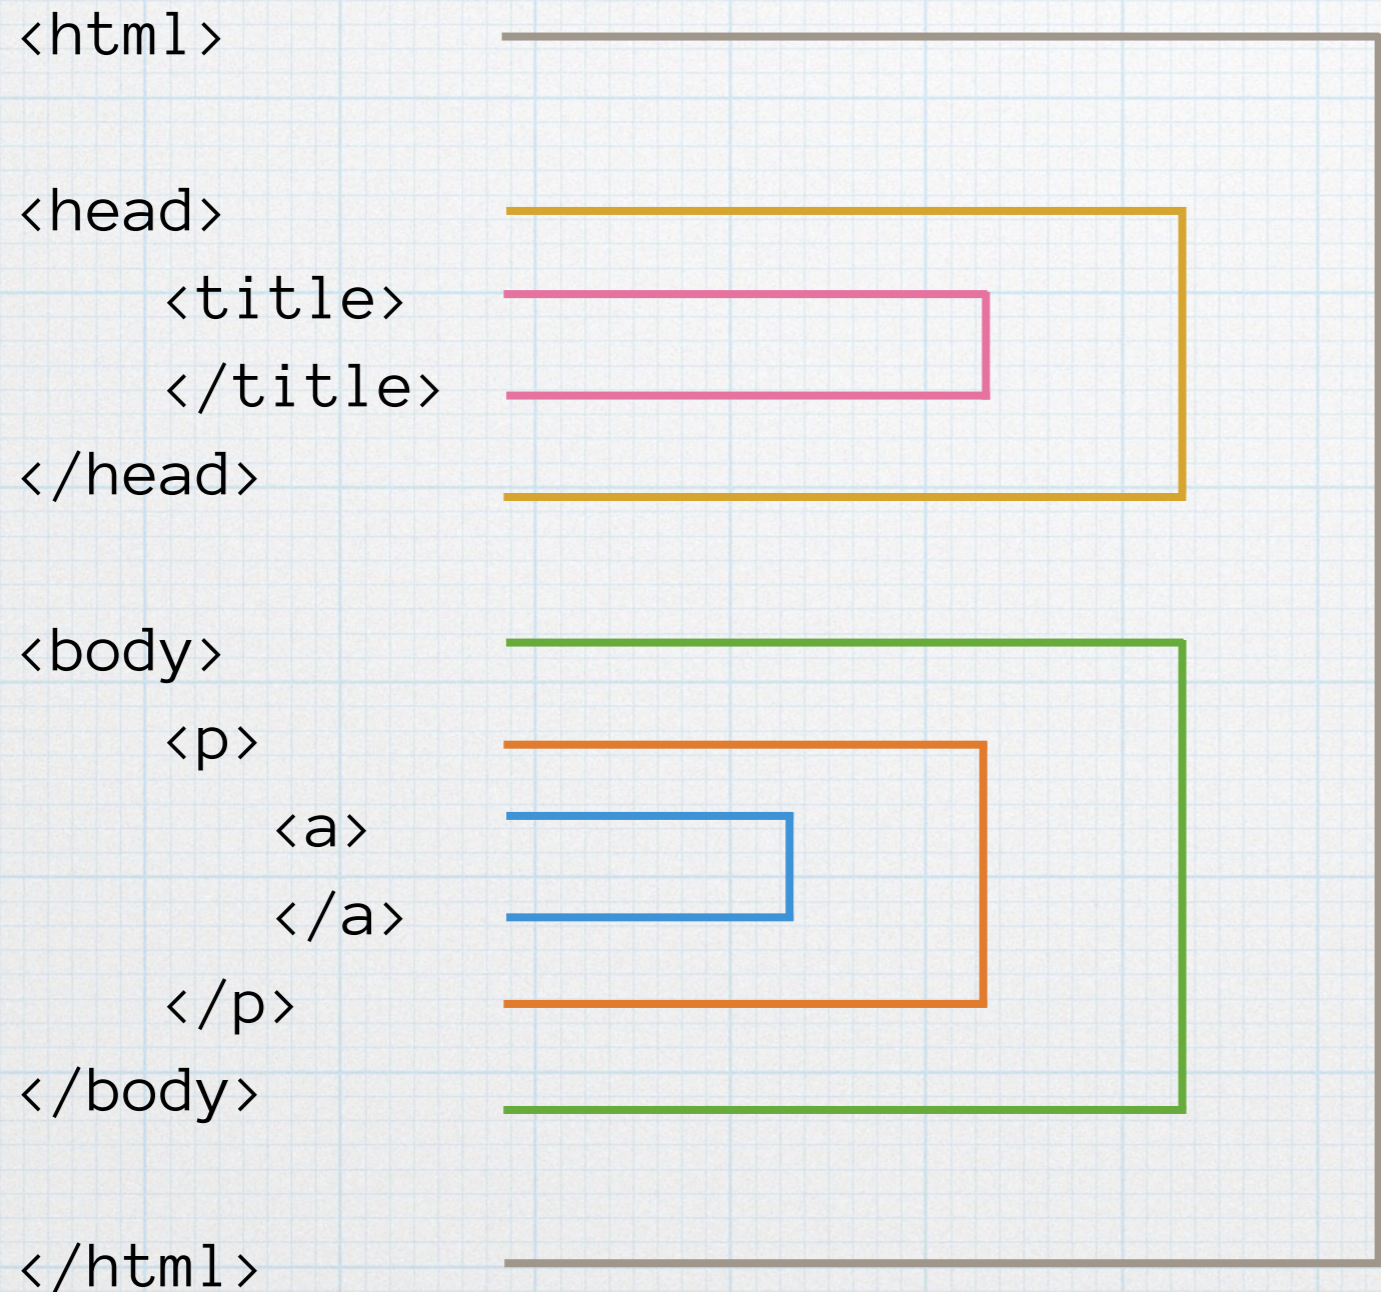 <html>
<head>
<title>
</title>
</head>
<body>
<p>
<a>
</a>
</p>
</body>
</html>